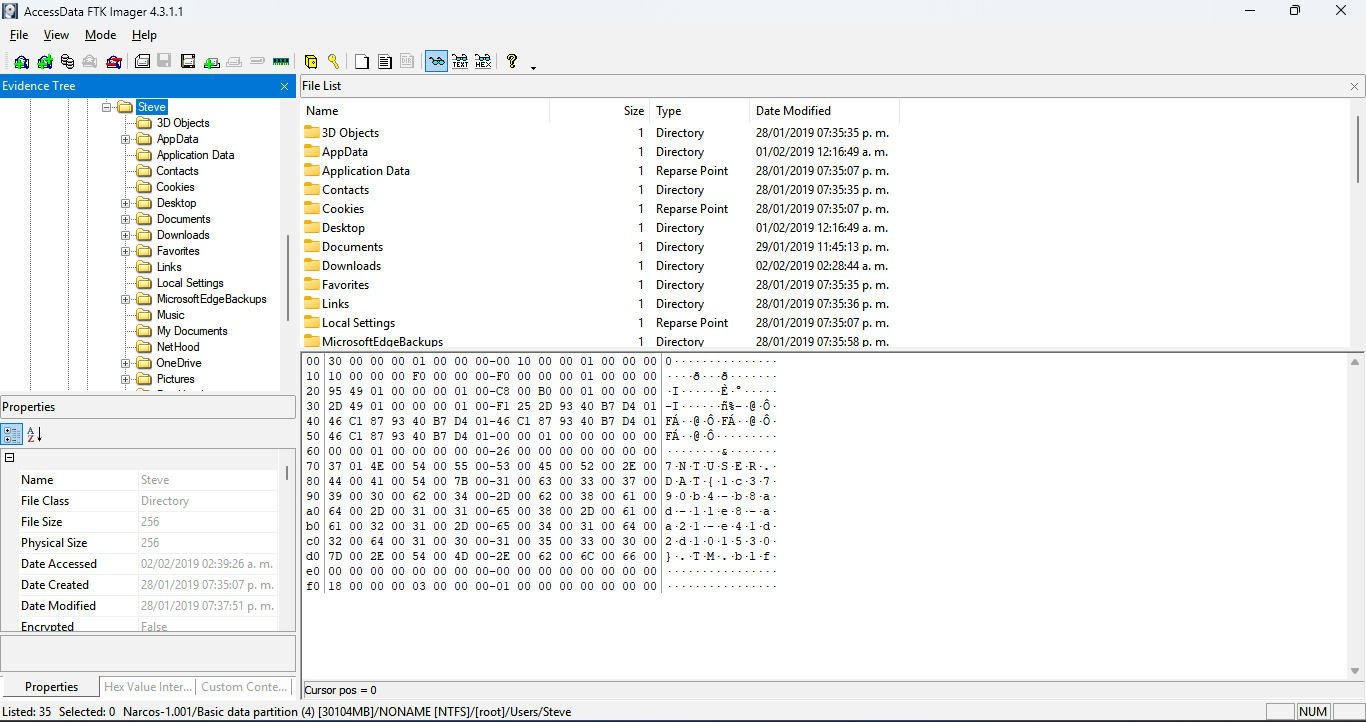 AccessData FTK Imager 4.3.1.1
File View Mode Help
Evidence Tree
Steve
3D Objects
AppData
Application Data
Contacts
Cookies
Desktop
Documents
Downloads
Favorites
Links
Local Settings
MicrosoftEdgeBackups
Music
My Documents
NetHood
OneDrive
Pictures
File List
Name Size Type Date Modified
3D Objects 1 Directory 28/01/2019 07:35:35 p. m.
AppData 1 Directory 01/02/2019 12:16:49 a. m.
Application Data 1 Reparse Point 28/01/2019 07:35:07 p. m.
Contacts 1 Directory 28/01/2019 07:35:35 p. m.
Cookies 1 Reparse Point 28/01/2019 07:35:07 p. m.
Desktop 1 Directory 01/02/2019 12:16:49 a. m.
Documents 1 Directory 29/01/2019 11:45:13 p. m.
Downloads 1 Directory 02/02/2019 02:28:44 a. m.
Favorites 1 Directory 28/01/2019 07:35:35 p. m.
Links 1 Directory 28/01/2019 07:35:36 p. m.
Local Settings 1 Reparse Point 28/01/2019 07:35:07 p. m.
MicrosoftEdgeBackups 1 Directory 28/01/2019 07:35:58 p. m.
00 30 00 00 00 01 00 00 00-00 10 00 00 01 00 00 00 0···············
10 10 00 00 00 F0 00 00 00-F0 00 00 00 01 00 00 00 ····ð···ð·······
20 95 49 01 00 00 00 01 00-C8 00 B0 00 01 00 00 00 ·I······È·°·····
30 2D 49 01 00 00 00 01 00-F1 25 2D 93 40 B7 D4 01 -I······ñ%-·@·Ô·
40 46 C1 87 93 40 B7 D4 01-46 C1 87 93 40 B7 D4 01 FÁ··@·Ô·FÁ··@·Ô·
50 46 C1 87 93 40 B7 D4 01-00 00 01 00 00 00 00 00 FÁ··@·Ô·········
60 00 00 01 00 00 00 00 00-26 00 00 00 00 00 00 00 ········&·······
70 37 01 4E 00 54 00 55 00-53 00 45 00 52 00 2E 00 7·N·T·U·S·E·R·.·
80 44 00 41 00 54 00 7B 00-31 00 63 00 33 00 37 00 D·A·T·{·1·c·3·7·
90 39 00 30 00 62 00 34 00-2D 00 62 00 38 00 61 00 9·0·b·4·-·b·8·a·
a0 64 00 2D 00 31 00 31 00-65 00 38 00 2D 00 61 00 d·-·1·1·e·8·-·a·
b0 61 00 32 00 31 00 2D 00-65 00 34 00 31 00 64 00 a·2·1·-·e·4·1·d·
c0 32 00 64 00 31 00 30 00-31 00 35 00 33 00 30 00 2·d·1·0·1·5·3·0·
d0 7D 00 2E 00 54 00 4D 00-2E 00 62 00 6C 00 66 00 }·.·T·M·.·b·l·f·
e0 00 00 00 00 00 00 00 00-00 00 00 00 00 00 00 00 ················
f0 18 00 00 00 03 00 00 00-01 00 00 00 00 00 00 00 ················
Cursor pos = 0
Properties
Name Steve
File Class Directory
File Size 256
Physical Size 256
Date Accessed 02/02/2019 02:39:26 a. m.
Date Created 28/01/2019 07:35:07 p. m.
Date Modified 28/01/2019 07:37:51 p. m.
Encrypted False
Properties Hex Value Inter... Custom Conte...
Listed: 35 Selected: 0 Narcos-1.001/Basic data partition (4) [30104MB]/NONAME [NTFS]/[root]/Users/Steve NUM